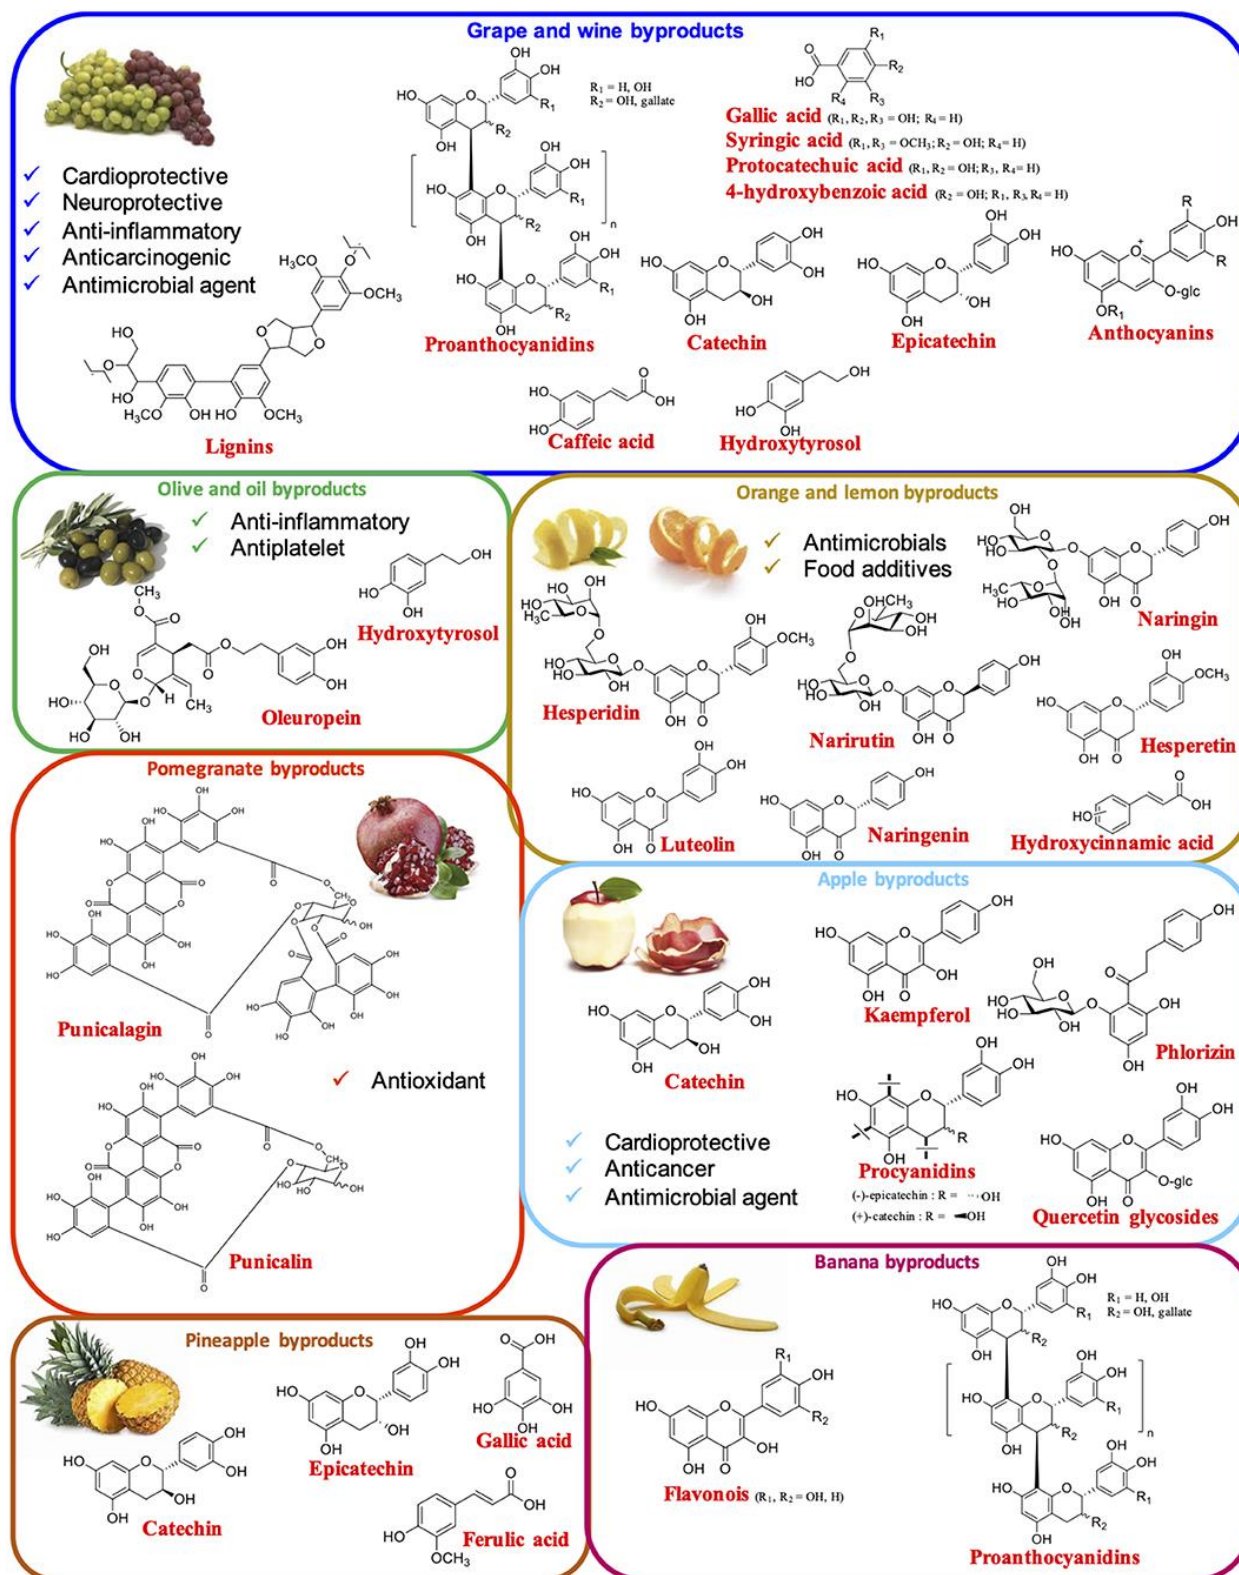 Grape and wine byproducts
Cardioprotective
Neuroprotective
Anti-inflammatory
Anticarcinogenic
Antimicrobial agent
R₁ = H, OH
R₂ = OH, gallate
Proanthocyanidins
Gallic acid (R₁, R₂, R₃ = OH; R₄ = H)
Syringic acid (R₁, R₃ = OCH₃; R₂ = OH; R₄ = H)
Protocatechuic acid (R₁, R₂ = OH; R₃, R₄ = H)
4-hydroxybenzoic acid (R₂ = OH; R₁, R₃, R₄ = H)
Catechin
Epicatechin
Anthocyanins
Lignins
Caffeic acid
Hydroxytyrosol
Olive and oil byproducts
Anti-inflammatory
Antiplatelet
Hydroxytyrosol
Oleuropein
Orange and lemon byproducts
Antimicrobials
Food additives
Naringin
Hesperidin
Narirutin
Hesperetin
Luteolin
Naringenin
Hydroxycinnamic acid
Pomegranate byproducts
Punicalagin
Antioxidant
Punicalin
Apple byproducts
Kaempferol
Phlorizin
Catechin
Cardioprotective
Anticancer
Antimicrobial agent
Procyanidins
(-)-epicatechin : R = ···OH
(+)-catechin : R = OH
Quercetin glycosides
Pineapple byproducts
Epicatechin
Gallic acid
Catechin
Ferulic acid
Banana byproducts
R₁ = H, OH
R₂ = OH, gallate
Flavonois (R₁, R₂ = OH, H)
Proanthocyanidins